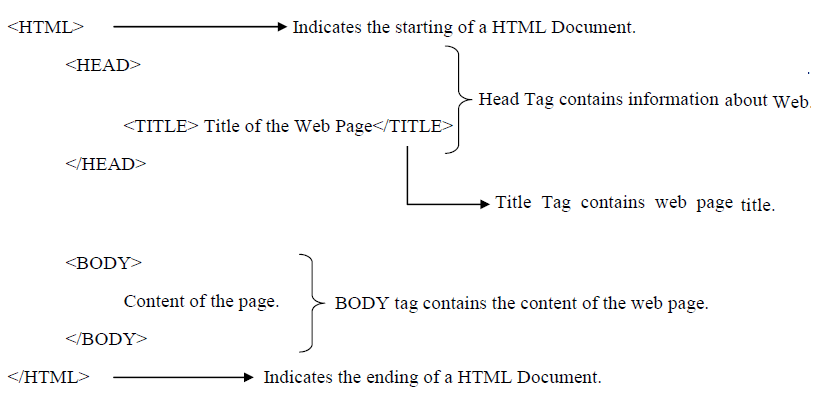 <HTML> Indicates the starting of a HTML Document.
<HEAD>
Head Tag contains information about Web
<TITLE> Title of the Web Page</TITLE>
</HEAD>
Title Tag contains web page title.
<BODY>
Content of the page. BODY tag contains the content of the web page.
</BODY>
</HTML> Indicates the ending of a HTML Document.